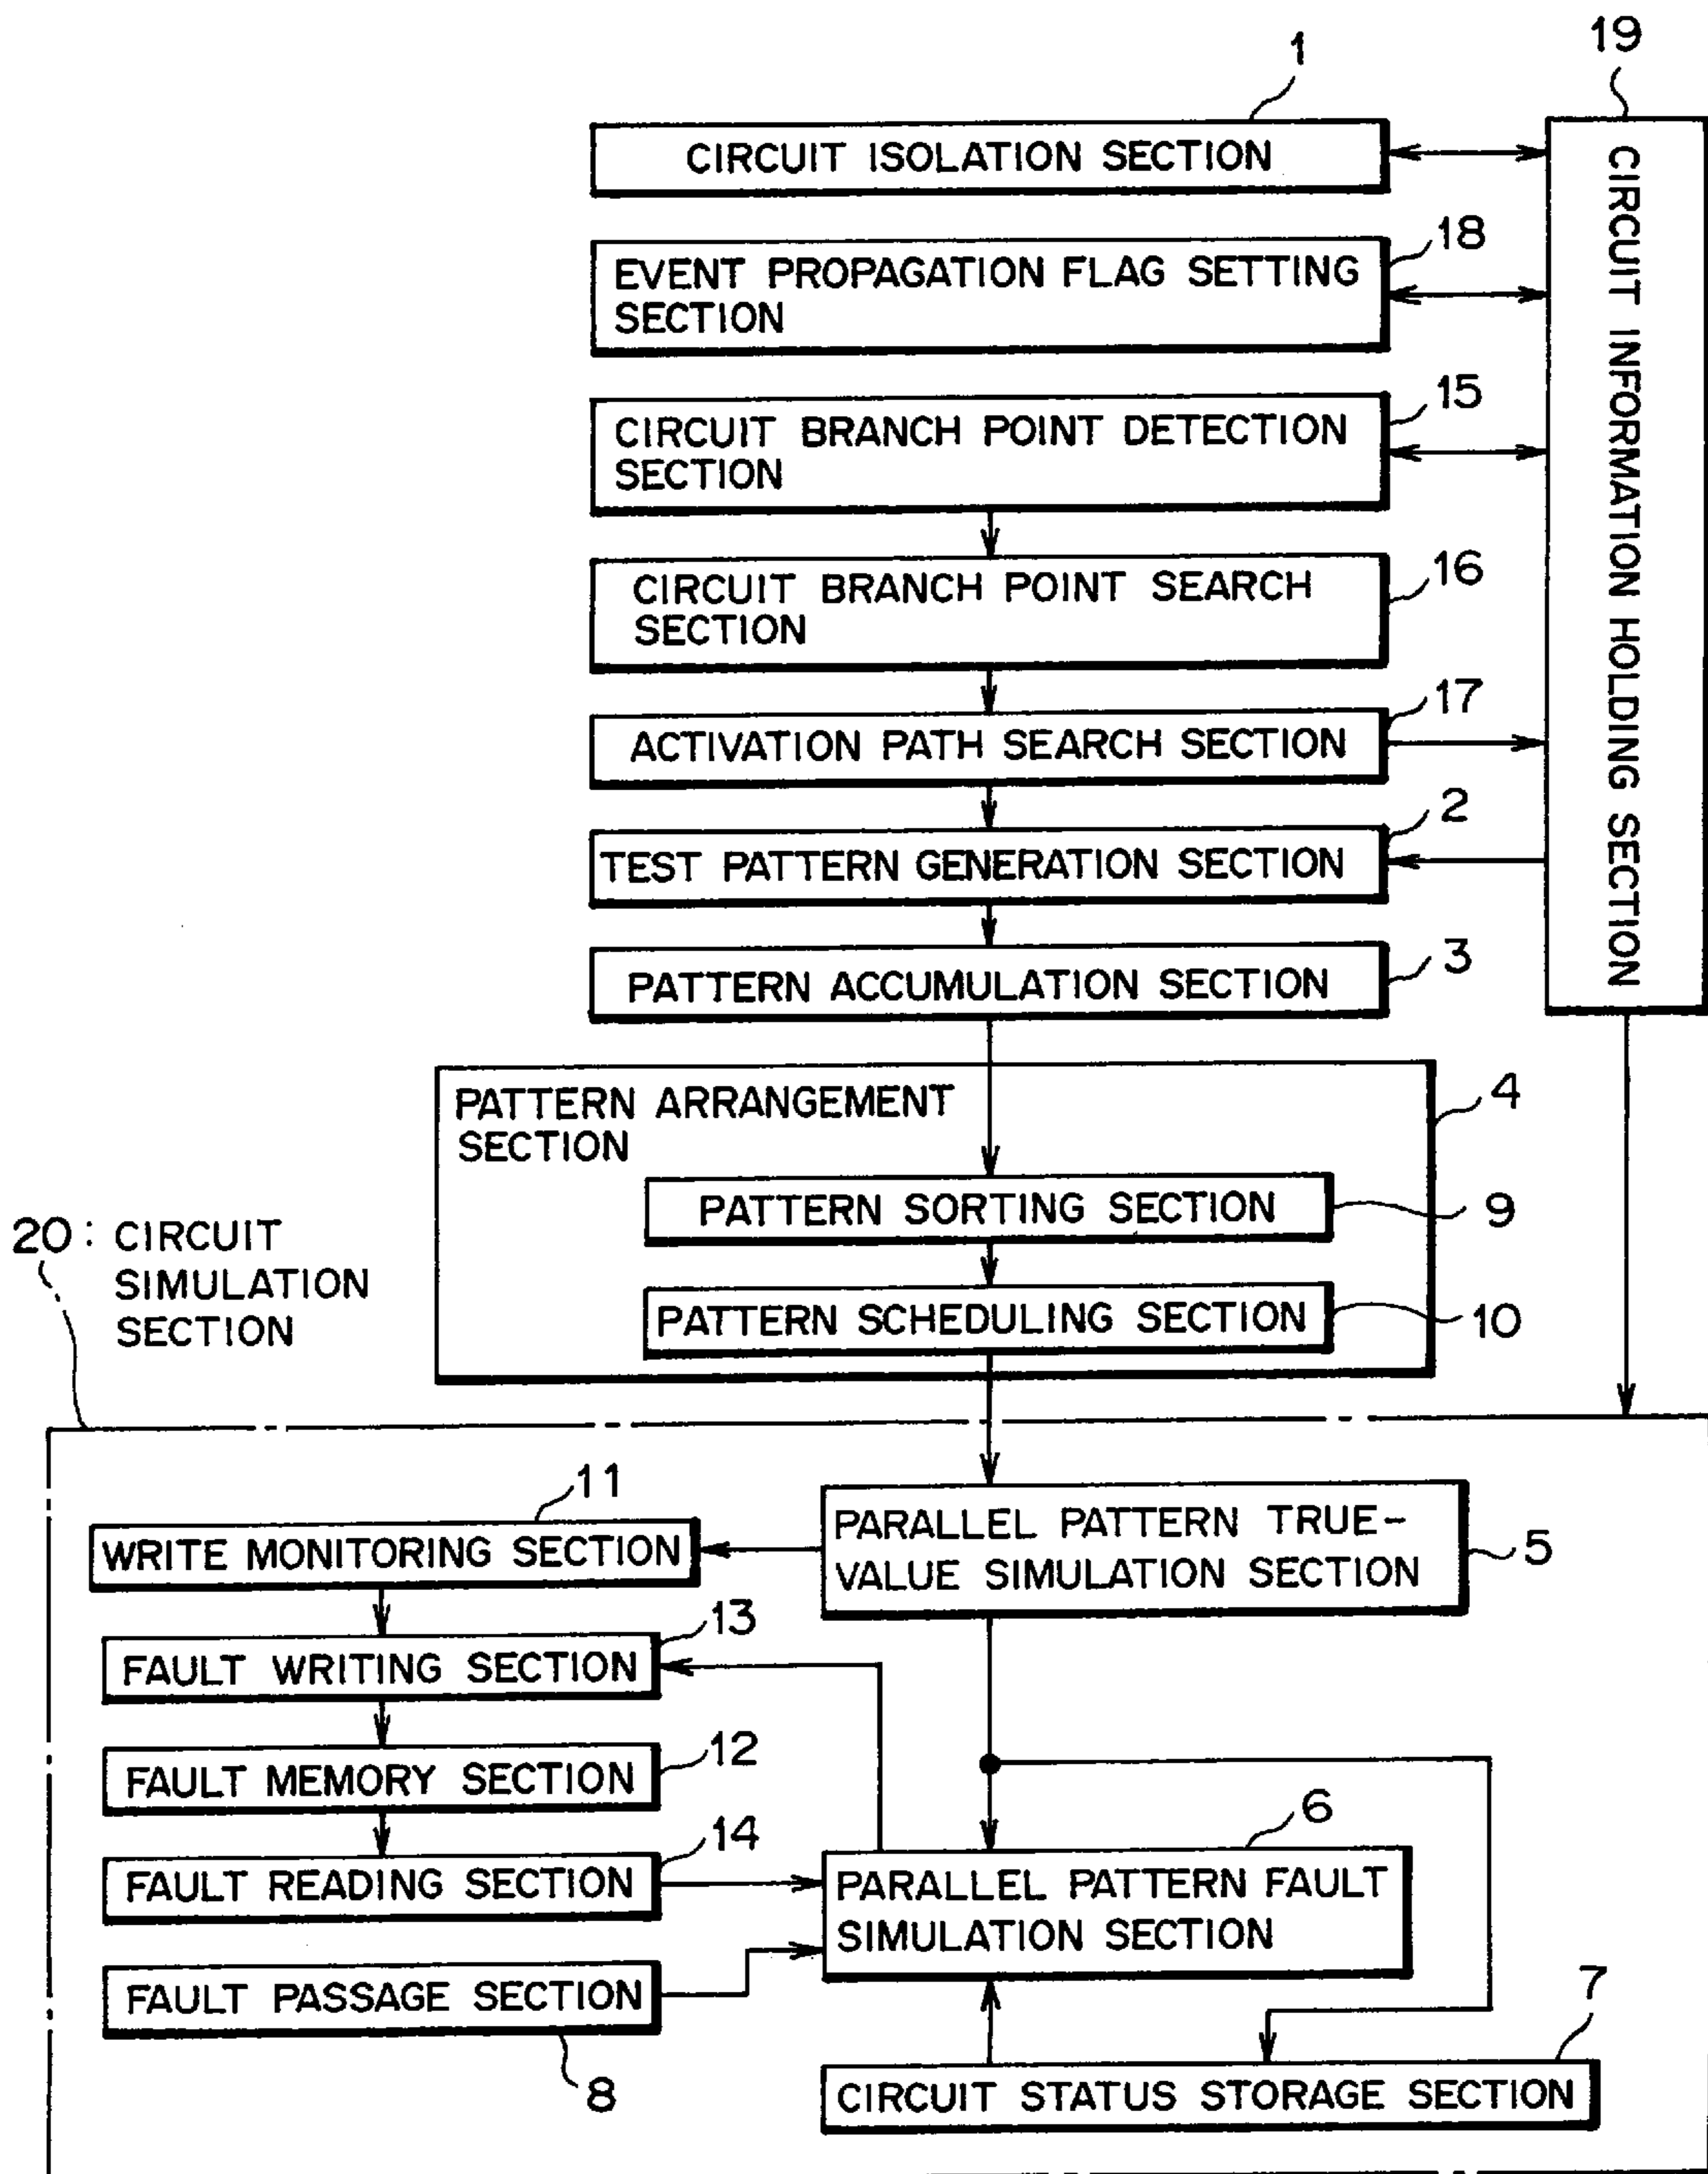 1
19
CIRCUIT ISOLATION SECTION
CIRCUIT INFORMATION HOLDING SECTION
18
EVENT PROPAGATION FLAG SETTING
SECTION
15
CIRCUIT BRANCH POINT DETECTION
SECTION
16
CIRCUIT BRANCH POINT SEARCH
SECTION
17
ACTIVATION PATH SEARCH SECTION
2
TEST PATTERN GENERATION SECTION
3
PATTERN ACCUMULATION SECTION
4
PATTERN ARRANGEMENT
SECTION
PATTERN SORTING SECTION
9
PATTERN SCHEDULING SECTION
10
20: CIRCUIT
SIMULATION
SECTION
11
WRITE MONITORING SECTION
PARALLEL PATTERN TRUE-
VALUE SIMULATION SECTION
5
13
FAULT WRITING SECTION
12
FAULT MEMORY SECTION
14
FAULT READING SECTION
6
PARALLEL PATTERN FAULT
SIMULATION SECTION
FAULT PASSAGE SECTION
8
7
CIRCUIT STATUS STORAGE SECTION